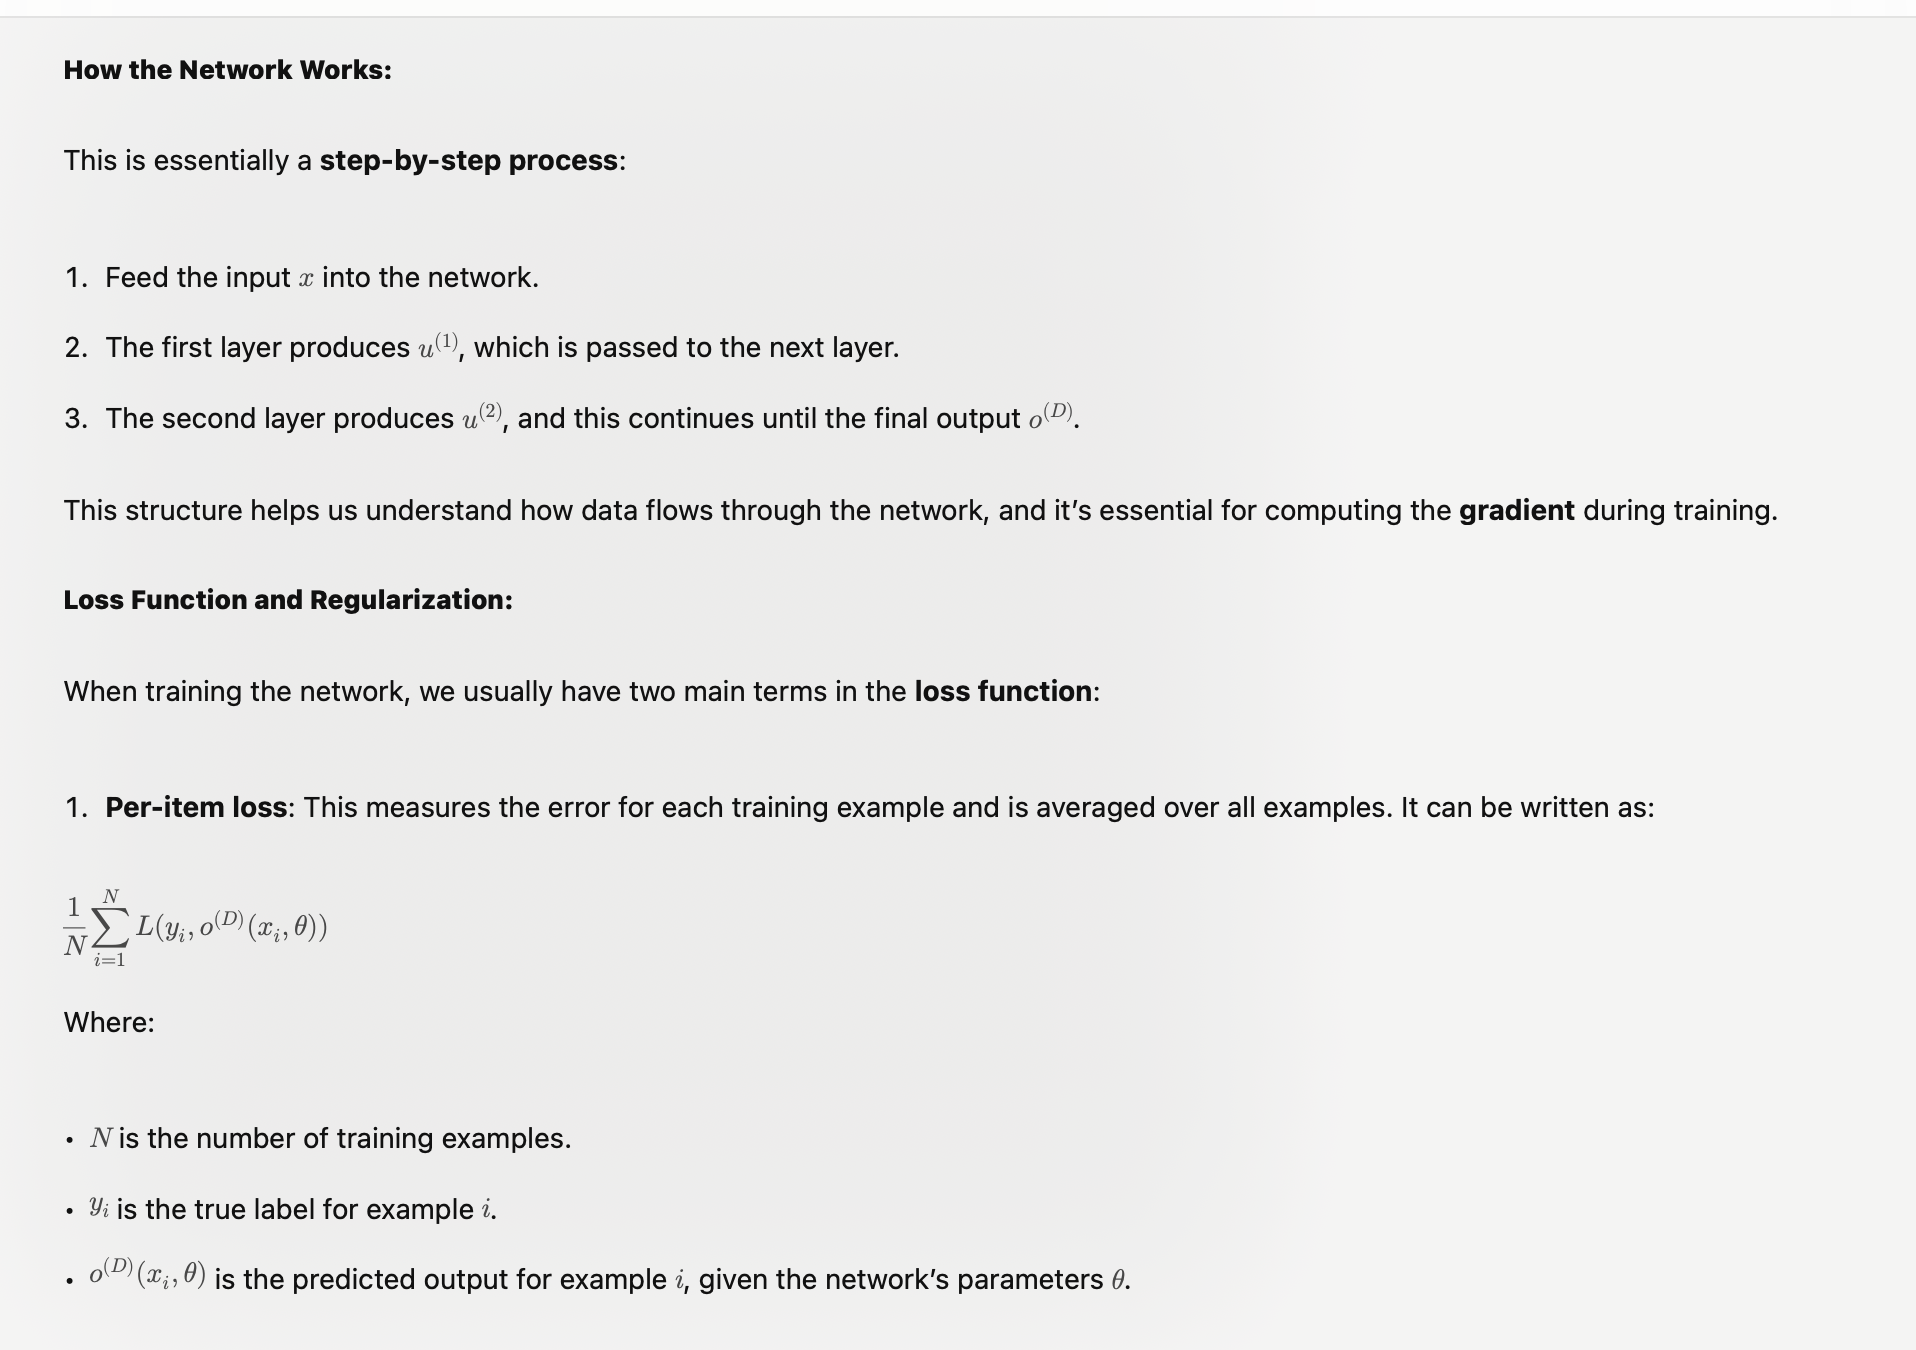 How the Network Works:
This is essentially a step-by-step process:
1. Feed the input x into the network.
2. The first layer produces u^(1), which is passed to the next layer.
3. The second layer produces u^(2), and this continues until the final output o^(D).
This structure helps us understand how data flows through the network, and it’s essential for computing the gradient during training.
Loss Function and Regularization:
When training the network, we usually have two main terms in the loss function:
1. Per-item loss: This measures the error for each training example and is averaged over all examples. It can be written as:
1/N ∑_{i=1}^{N} L(y_i, o^(D)(x_i, θ))
Where:
• N is the number of training examples.
• y_i is the true label for example i.
• o^(D)(x_i, θ) is the predicted output for example i, given the network’s parameters θ.